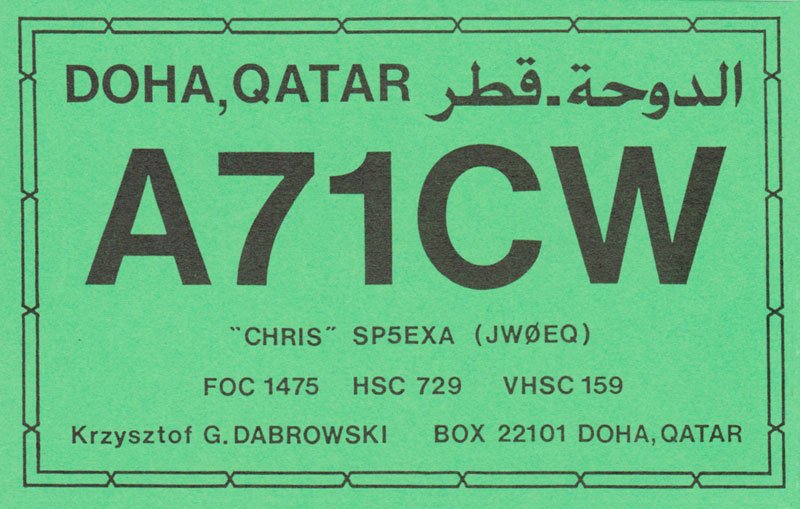 DOHA, QATAR الدوحة - قطر
A71CW
"CHRIS" SP5EXA (JWØEQ)
FOC 1475 HSC 729 VHSC 159
Krzysztof G. DABROWSKI BOX 22101 DOHA, QATAR